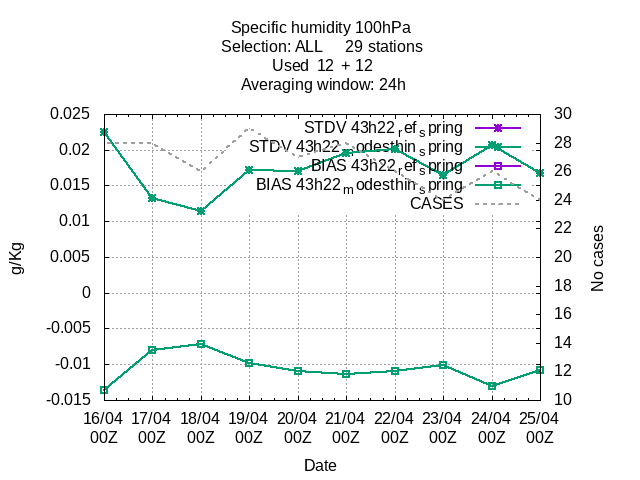 Specific humidity 100hPa
Selection: ALL 29 stations
Used 12 + 12
Averaging window: 24h
STDV 43h22refspring
STDV 43h22modesthinspring
BIAS 43h22refspring
BIAS 43h22modesthinspring
CASES
0.025
0.02
0.015
0.01
0.005
0
-0.005
-0.01
-0.015
g/Kg
30
28
26
24
22
20
18
16
14
12
10
No cases
16/04 17/04 18/04 19/04 20/04 21/04 22/04 23/04 24/04 25/04
00Z 00Z 00Z 00Z 00Z 00Z 00Z 00Z 00Z 00Z
Date